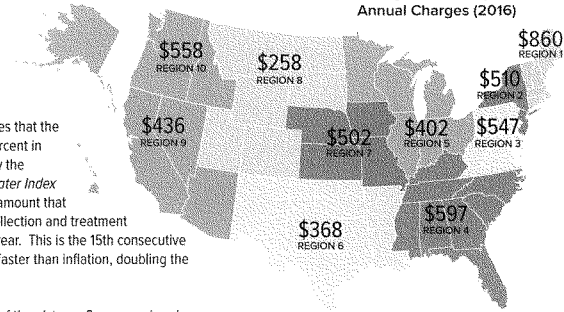 Annual Charges (2016)
$860
REGION 1
$558
REGION 10
$258
REGION 8
$510
REGION 2
es that the
$436
REGION 9
$502
REGION 7
$402
REGION 5
$547
REGION 3
rcent in
y the
ater Index
amount that
llection and treatment
ear. This is the 15th consecutive
faster than inflation, doubling the
$368
REGION 6
$597
REGION 4